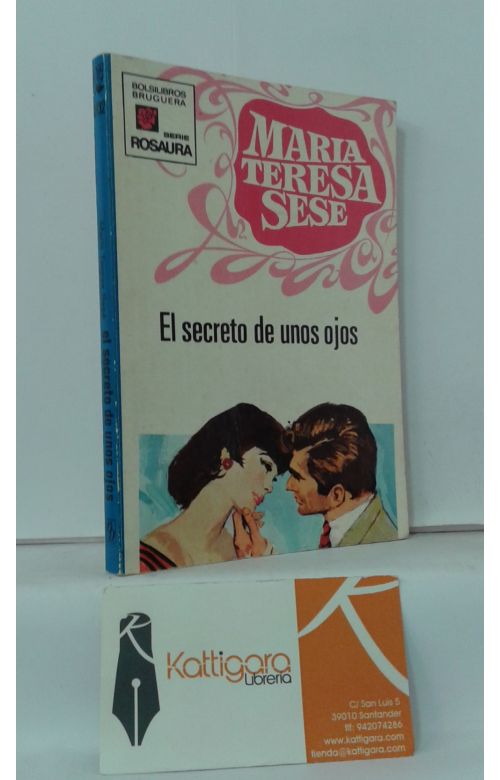 BOLSILIBROS
BRUGUERA
SERIE
ROSAURA
MARIA
TERESA
SESE
El secreto de unos ojos
el secreto de unos ojos
K
Kattigara
Librería
C/ San Luis 5
39010 Santander
tlf: 942074286
www.kattigara.com
tienda@kattigara.com